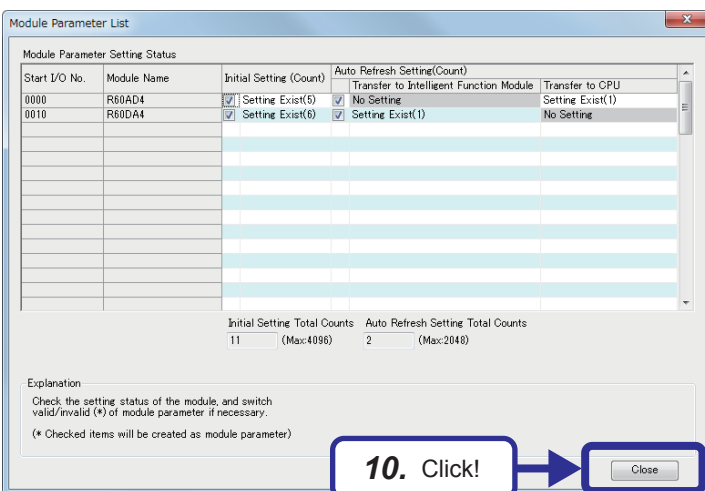 Module Parameter List
Module Parameter Setting Status
Start I/O No. Module Name Initial Setting (Count) Auto Refresh Setting(Count)
Transfer to Intelligent Function Module Transfer to CPU
0000 R60AD4 Setting Exist(5) No Setting Setting Exist(1)
0010 R60DA4 Setting Exist(6) Setting Exist(1) No Setting
Initial Setting Total Counts Auto Refresh Setting Total Counts
11 (Max:4096) 2 (Max:2048)
Explanation
Check the setting status of the module, and switch
valid/invalid (*) of module parameter if necessary.
(* Checked items will be created as module parameter)
10. Click!
Close